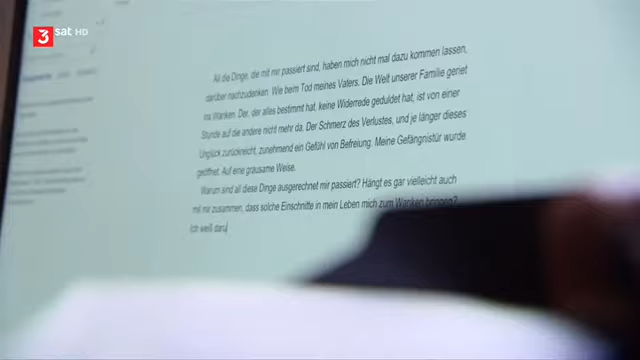 3 sat HD
All die Dinge, die mit mir passiert sind, haben mich nicht mal dazu kommen lassen,
darüber nachzudenken. Wie beim Tod meines Vaters. Die Welt unserer Familie geriet
ins Wanken. Der, der alles bestimmt hat, keine Widerrede geduldet hat, ist von einer
Stunde auf die andere nicht mehr da. Der Schmerz des Verlustes, und je länger dieses
Unglück zurückreicht, zunehmend ein Gefühl von Befreiung. Meine Gefängnistür wurde
geöffnet. Auf eine grausame Weise.
Warum sind all diese Dinge ausgerechnet mir passiert? Hängt es gar vielleicht auch
mit mir zusammen, dass solche Einschnitte in mein Leben mich zum Wanken bringen?
Ich weiß daru